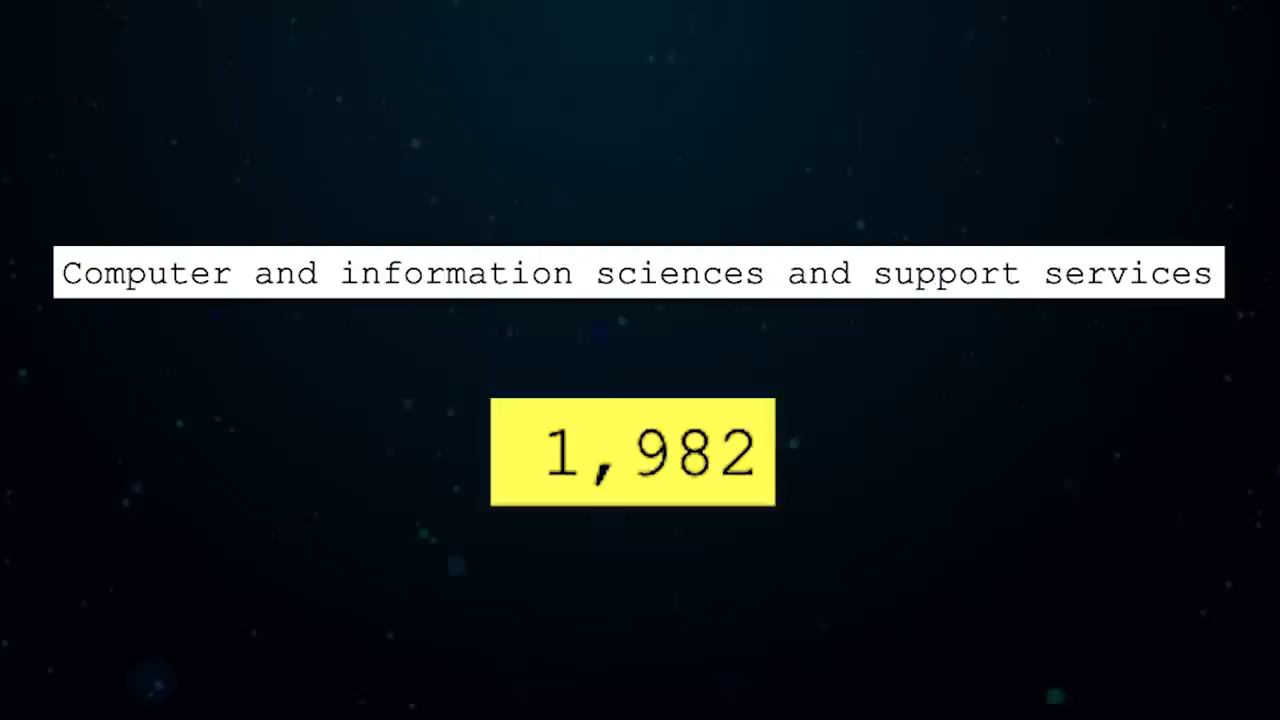 Computer and information sciences and support services
1,982